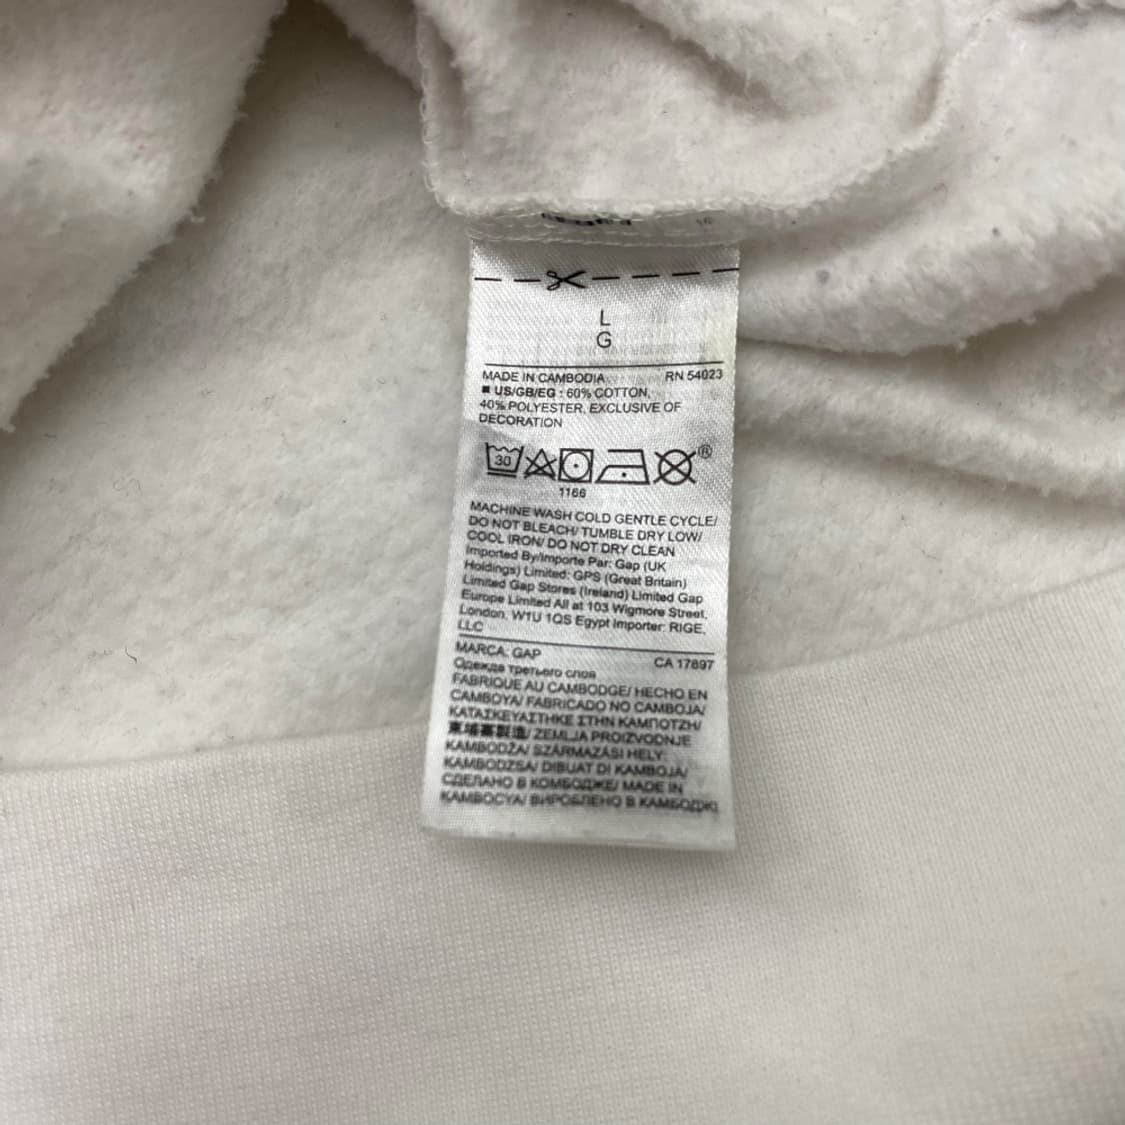 L
G
MADE IN CAMBODIA RN 54023
■ US/GB/EG : 60% COTTON,
40% POLYESTER, EXCLUSIVE OF
DECORATION
30
®
1166
MACHINE WASH COLD GENTLE CYCLE/
DO NOT BLEACH/ TUMBLE DRY LOW/
COOL IRON/ DO NOT DRY CLEAN
Imported By/Importe Par: Gap (UK
Holdings) Limited; GPS (Great Britain)
Limited Gap Stores (Ireland) Limited Gap
Europe Limited All at 103 Wigmore Street,
London, W1U 1QS Egypt Importer: RIGE,
LLC
MARCA: GAP CA 17897
Одежда третьего слоя
FABRIQUE AU CAMBODGE/ HECHO EN
CAMBOYA/ FABRICADO NO CAMBOJA/
ΚΑΤΑΣΚΕΥΑΣΤΗΚΕ ΣΤΗΝ ΚΑΜΠΟΤΖΗ/
柬埔寨製造/ ZEMLJA PROIZVODNJE
KAMBODŽA/ SZÁRMAZÁSI HELY:
KAMBODZSA/ DIBUAT DI KAMBOJA/
СДЕЛАНО В КОМБОДЖЕ/ MADE IN
KAMBOCYA/ ВИРОБЛЕНО В КАМБОДЖІ